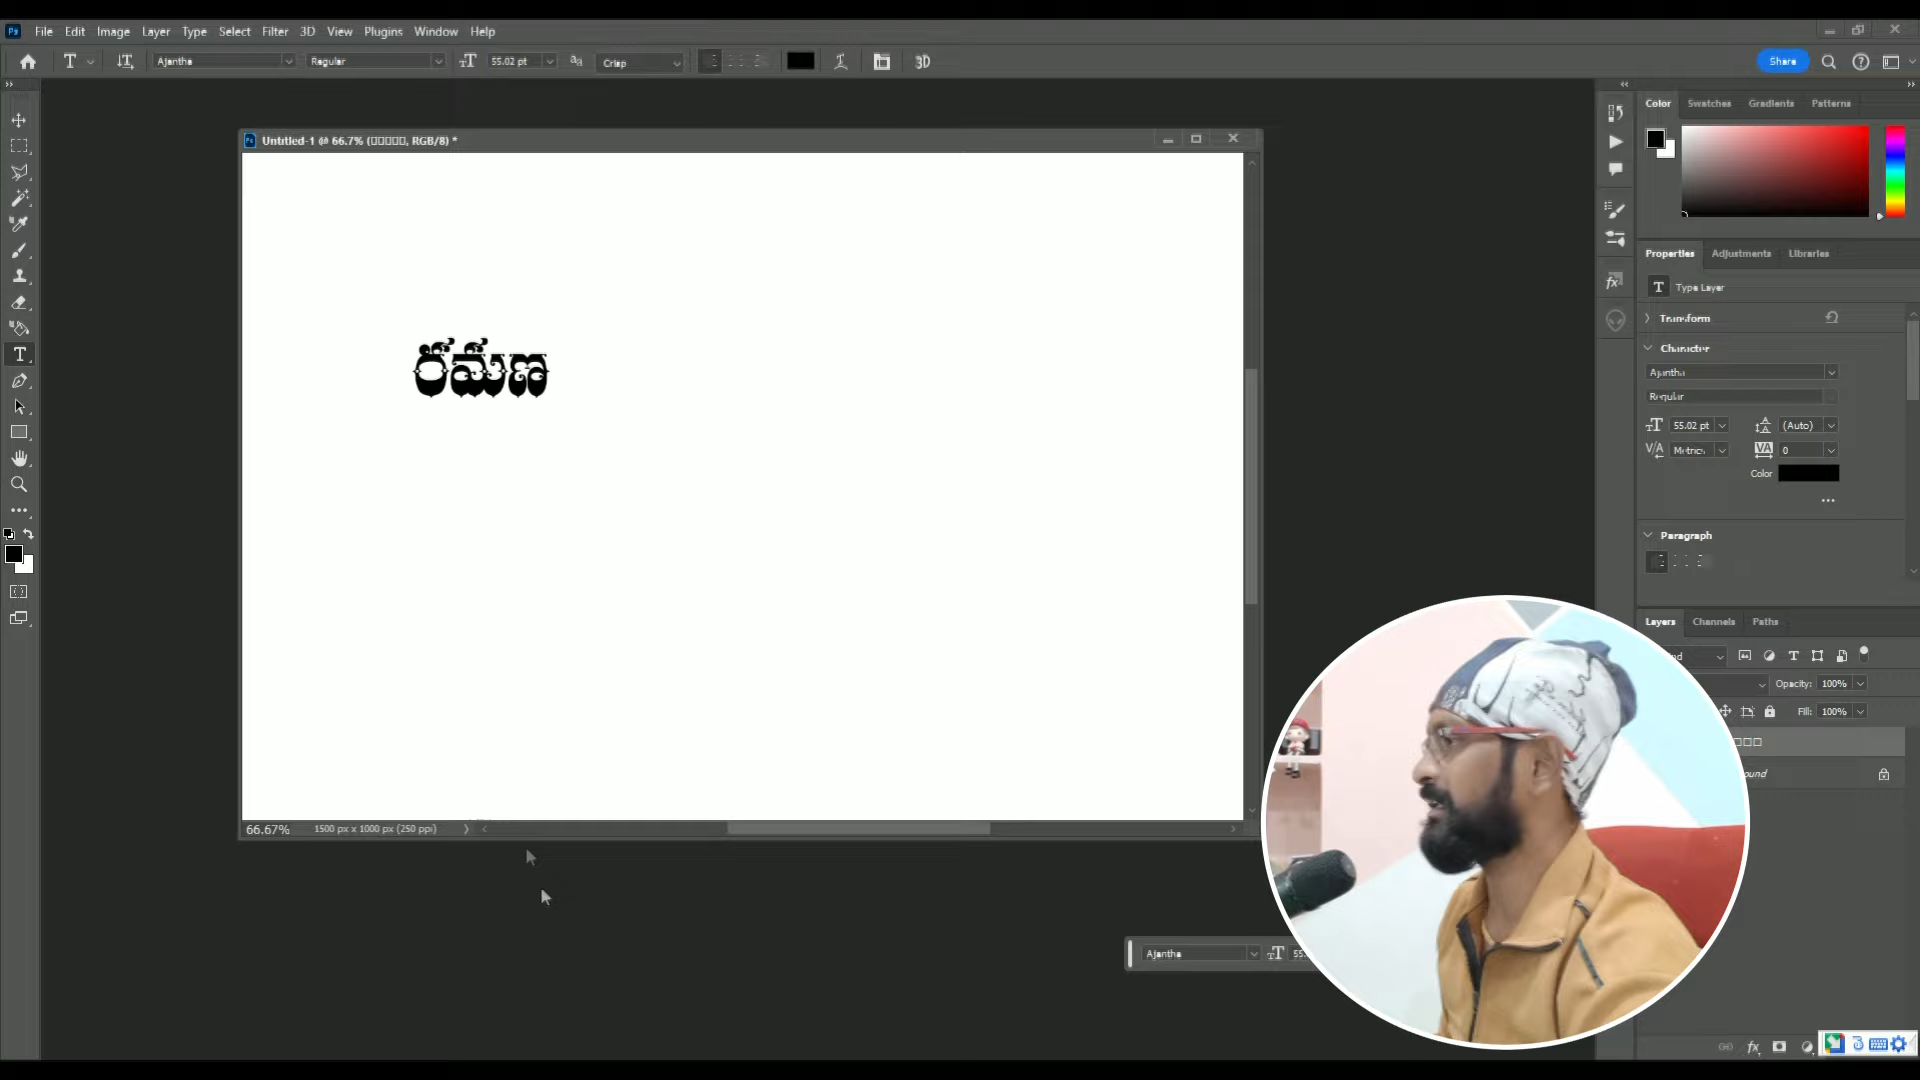 Ps File Edit Image Layer Type Select Filter 3D View Plugins Window Help
Ajantha Regular 55.02 pt Crisp 3D Share
Color Swatches Gradients Patterns
Untitled-1 @ 66.7% (□□□□□, RGB/8) *
రమణ
Properties Adjustments Libraries
Type Layer
Transform
Character
Ajantha
Regular
55.02 pt (Auto)
Metrics 0
Color
Paragraph
Layers Channels Paths
Opacity: 100%
Fill: 100%
66.67% 1500 px x 1000 px (250 ppi)
Ajantha